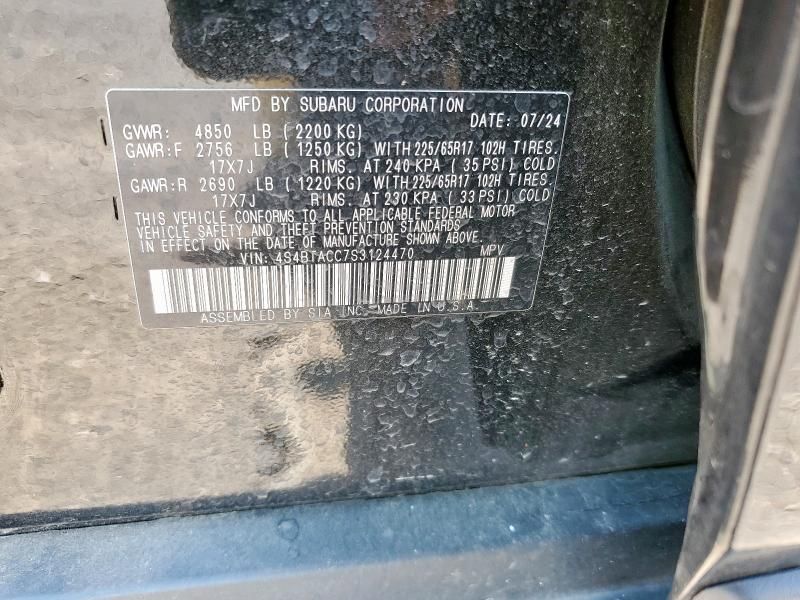 MFD BY SUBARU CORPORATION
DATE: 07/24
GVWR: 4850 LB (2200 KG)
GAWR:F 2756 LB (1250 KG) WITH 225/65R17 102H TIRES.
17X7J RIMS. AT 240 KPA (35 PSI) COLD
GAWR:R 2690 LB (1220 KG) WITH 225/65R17 102H TIRES.
17X7J RIMS. AT 230 KPA (33 PSI) COLD
THIS VEHICLE CONFORMS TO ALL APPLICABLE FEDERAL MOTOR
VEHICLE SAFETY AND THEFT PREVENTION STANDARDS
IN EFFECT ON THE DATE OF MANUFACTURE SHOWN ABOVE.
VIN: 4S4BTACC7S3124470 MPV
ASSEMBLED BY SIA INC. MADE IN U.S.A.